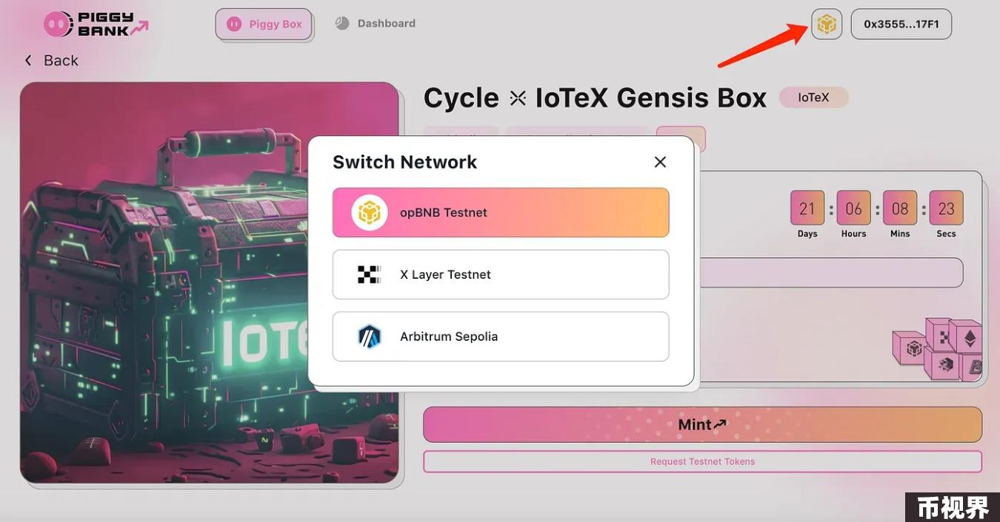 PIGGY
BANK
Piggy Box
Dashboard
0x3555...17F1
Back
Cycle
IoTeX Gensis Box
IoTeX
Switch Network
opBNB Testnet
X Layer Testnet
Arbitrum Sepolia
21 : 06 : 08 : 23
Days Hours Mins Secs
IoTe
Mint
Request Testnet Tokens
币视界